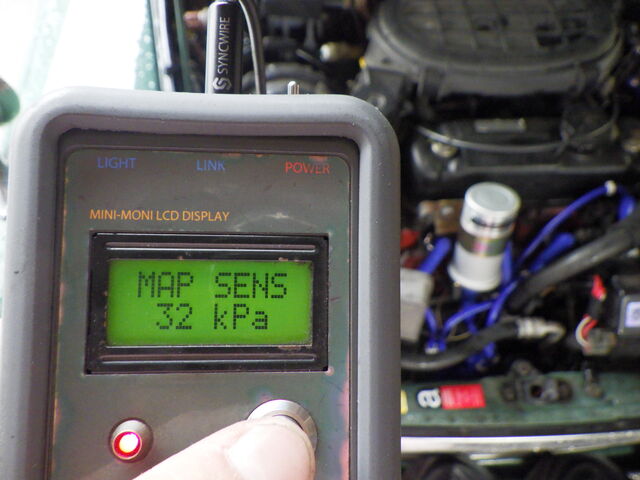 SYNCWIRE
LIGHT LINK POWER
MINI-MONI LCD DISPLAY
MAP SENS
32 kPa